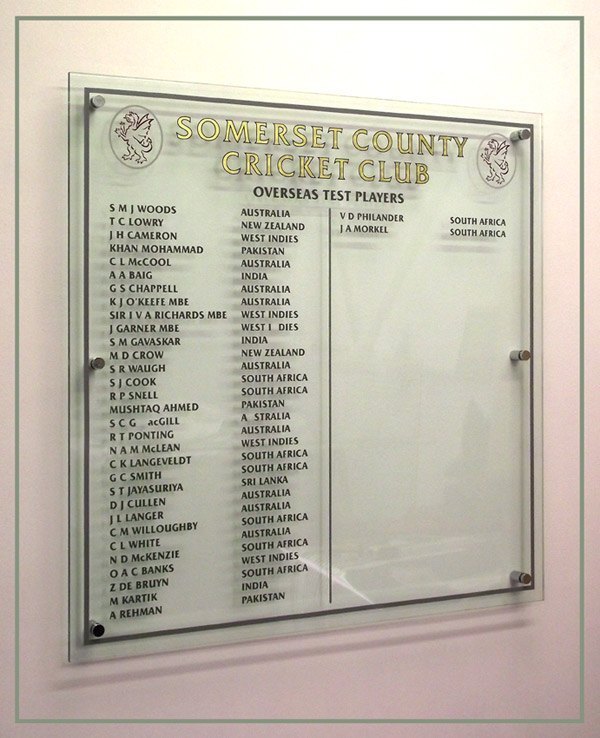 SOMERSET COUNTY
CRICKET CLUB
OVERSEAS TEST PLAYERS
S M J WOODS AUSTRALIA
T C LOWRY NEW ZEALAND
J H CAMERON WEST INDIES
KHAN MOHAMMAD PAKISTAN
C L McCOOL AUSTRALIA
A A BAIG INDIA
G S CHAPPELL AUSTRALIA
K J O'KEEFE MBE AUSTRALIA
SIR I V A RICHARDS MBE WEST INDIES
J GARNER MBE WEST I DIES
S M GAVASKAR INDIA
M D CROW NEW ZEALAND
S R WAUGH AUSTRALIA
S J COOK SOUTH AFRICA
R P SNELL SOUTH AFRICA
MUSHTAQ AHMED PAKISTAN
S C G acGILL A STRALIA
R T PONTING AUSTRALIA
N A M McLEAN WEST INDIES
C K LANGEVELDT SOUTH AFRICA
G C SMITH SOUTH AFRICA
S T JAYASURIYA SRI LANKA
D J CULLEN AUSTRALIA
J L LANGER AUSTRALIA
C M WILLOUGHBY SOUTH AFRICA
C L WHITE AUSTRALIA
N D McKENZIE SOUTH AFRICA
O A C BANKS WEST INDIES
Z DE BRUYN SOUTH AFRICA
M KARTIK INDIA
A REHMAN PAKISTAN
V D PHILANDER SOUTH AFRICA
J A MORKEL SOUTH AFRICA